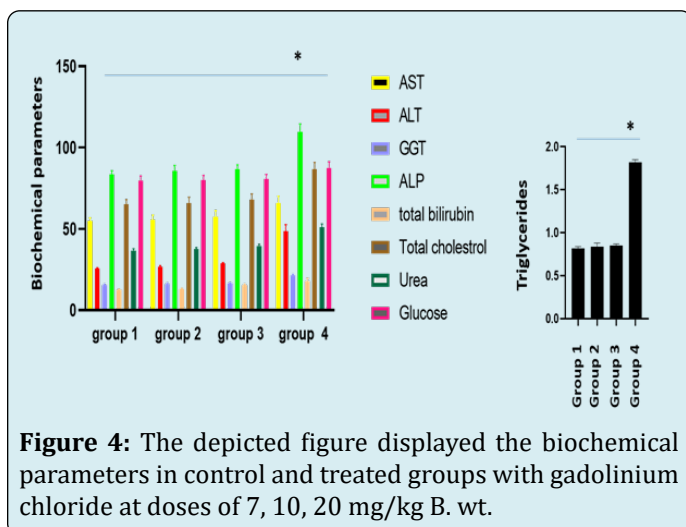 *
150
100
50
0
Biochemical parameters
group 1 group 2 group 3 group 4
AST
ALT
GGT
ALP
total bilirubin
Total cholestrol
Urea
Glucose
*
2.0
1.5
1.0
0.5
0.0
Triglycerides
Group 1
Group 2
Group 3
Group 4
Figure 4: The depicted figure displayed the biochemical
parameters in control and treated groups with gadolinium
chloride at doses of 7, 10, 20 mg/kg B. wt.